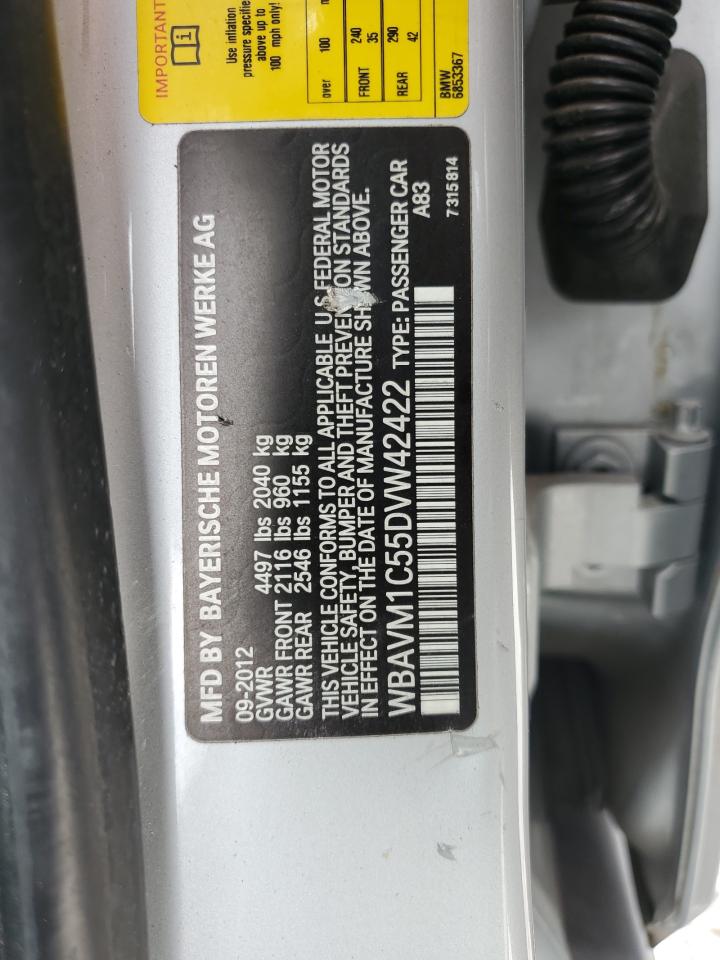 IMPORTANT
Use inflation
pressure specifie
above up to
100 mph only!
over 100
FRONT 240
35
REAR 290
42
BMW
6853367
MFD BY BAYERISCHE MOTOREN WERKE AG
09-2012
GVWR 4497 lbs 2040 kg
GAWR FRONT 2116 lbs 960 kg
GAWR REAR 2546 lbs 1155 kg
THIS VEHICLE CONFORMS TO ALL APPLICABLE U.S. FEDERAL MOTOR
VEHICLE SAFETY, BUMPER AND THEFT PREVE ON STANDARDS
IN EFFECT ON THE DATE OF MANUFACTURE SH WN ABOVE.
WBAVM1C55DVW42422 TYPE: PASSENGER CAR
A83
7 315 814